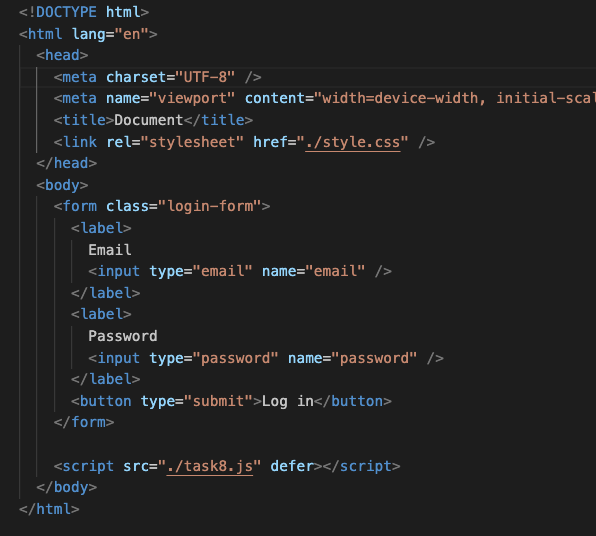 <!DOCTYPE html>
<html lang="en">
<head>
<meta charset="UTF-8" />
<meta name="viewport" content="width=device-width, initial-scal
<title>Document</title>
<link rel="stylesheet" href="./style.css" />
</head>
<body>
<form class="login-form">
<label>
Email
<input type="email" name="email" />
</label>
<label>
Password
<input type="password" name="password" />
</label>
<button type="submit">Log in</button>
</form>
<script src="./task8.js" defer></script>
</body>
</html>